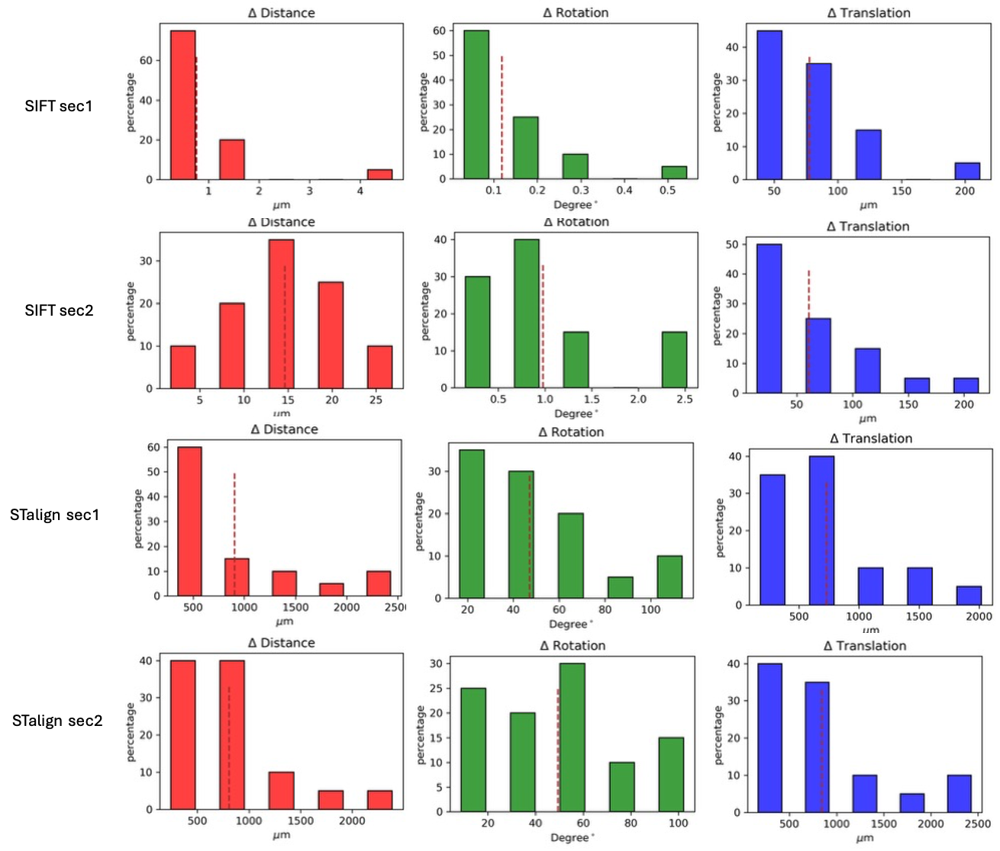 Δ Distance
Δ Rotation
Δ Translation
SIFT sec1
percentage
60
40
20
0
1
2
3
4
μm
percentage
60
50
40
30
20
10
0
0.1
0.2
0.3
0.4
0.5
Degree°
percentage
40
30
20
10
0
50
100
150
200
μm
Δ Distance
Δ Rotation
Δ Translation
SIFT sec2
percentage
30
20
10
0
5
10
15
20
25
μm
percentage
40
30
20
10
0
0.5
1.0
1.5
2.0
2.5
Degree°
percentage
50
40
30
20
10
0
50
100
150
200
μm
Δ Distance
Δ Rotation
Δ Translation
STalign sec1
percentage
60
50
40
30
20
10
0
500
1000
1500
2000
250
μm
percentage
30
20
10
0
20
40
60
80
100
Degree°
percentage
40
30
20
10
0
500
1000
1500
2000
μm
Δ Distance
Δ Rotation
Δ Translation
STalign sec2
percentage
40
30
20
10
0
500
1000
1500
2000
μm
percentage
30
25
20
15
10
5
0
20
40
60
80
100
Degree°
percentage
40
30
20
10
0
500
1000
1500
2000
2500
μm